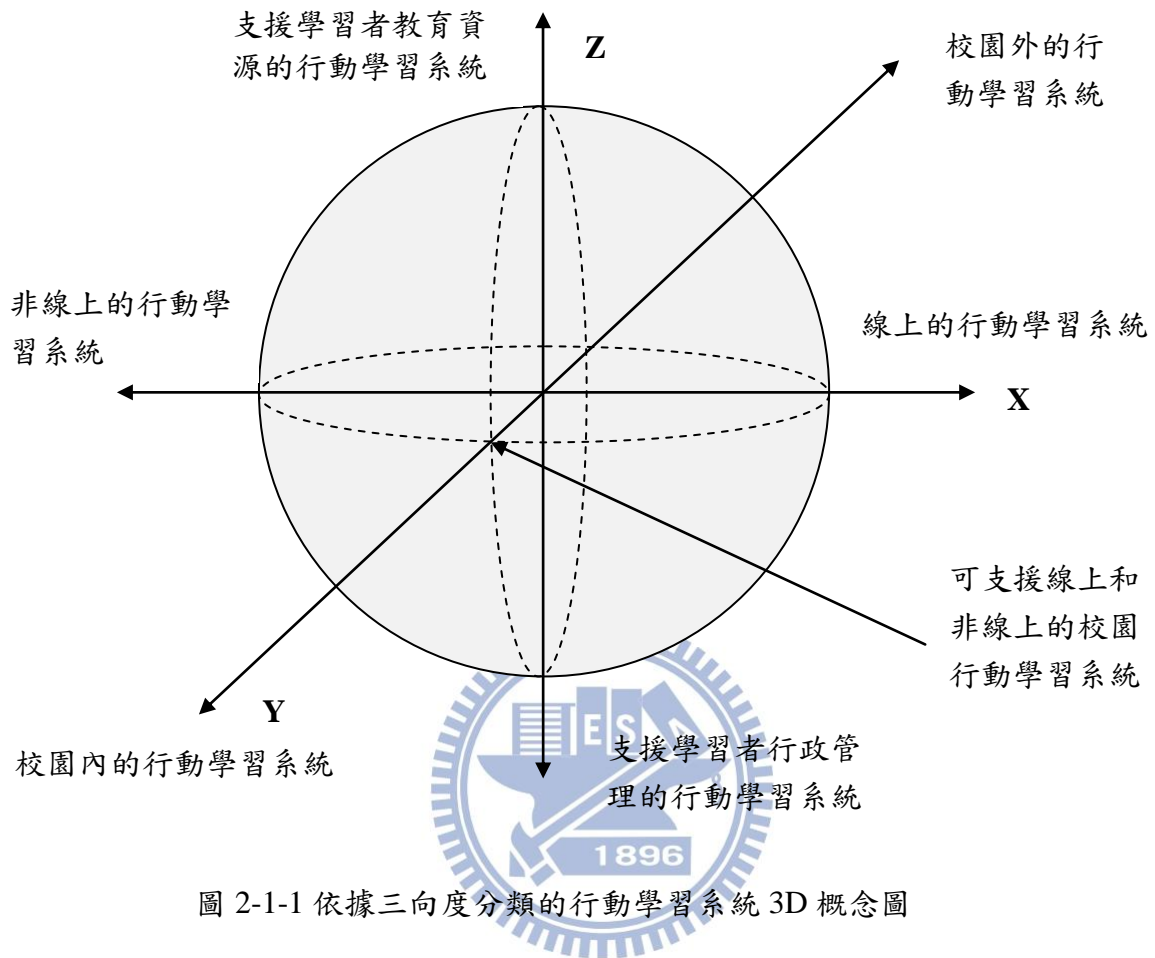 支援學習者教育資
源的行動學習系統
Z
校園外的行
動學習系統
非線上的行動學
習系統
線上的行動學習系統
X
可支援線上和
非線上的校園
行動學習系統
Y
校園內的行動學習系統
ESA
支援學習者行政管
理的行動學習系統
1896
圖 2-1-1 依據三向度分類的行動學習系統 3D 概念圖